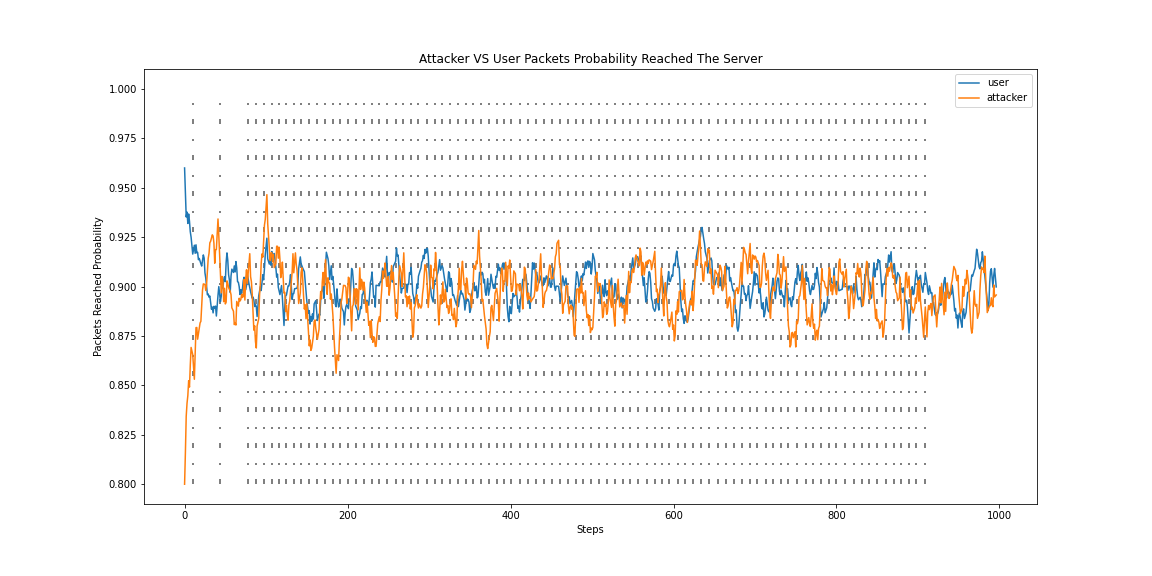 Attacker VS User Packets Probability Reached The Server
user
attacker
Packets Reached Probability
1.000
0.975
0.950
0.925
0.900
0.875
0.850
0.825
0.800
0 200 400 600 800 1000
Steps